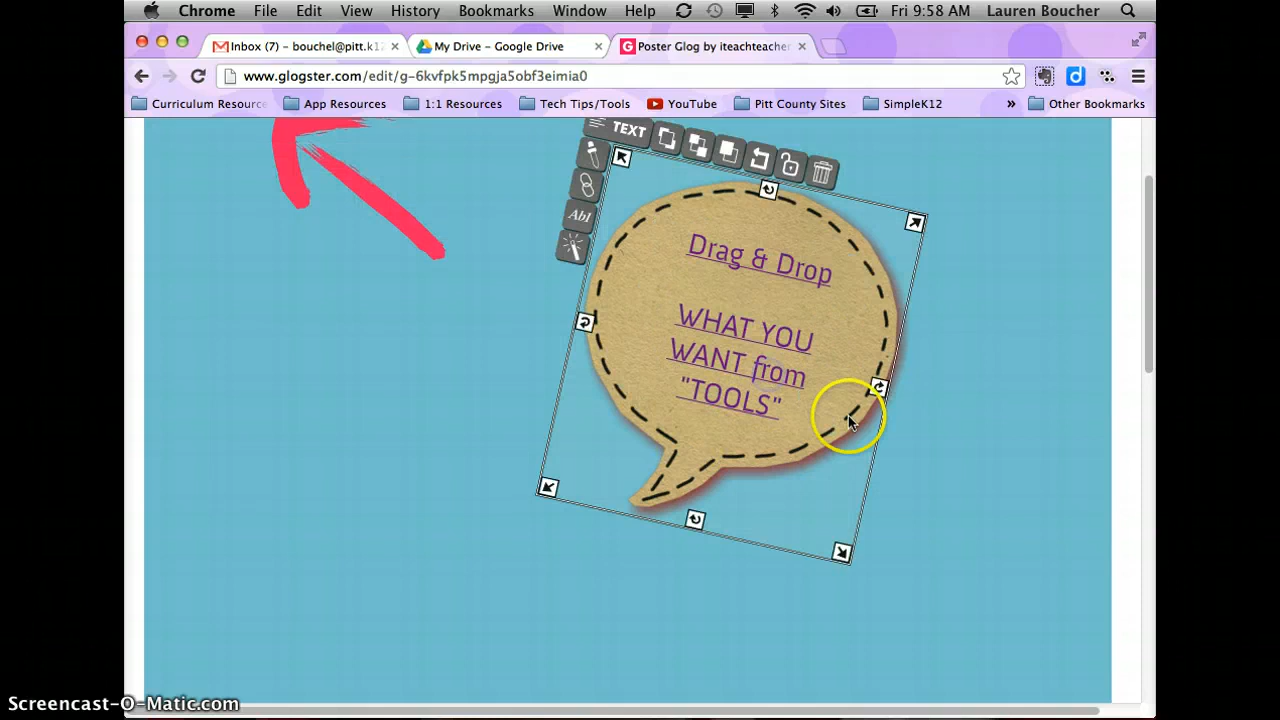 Chrome File Edit View History Bookmarks Window Help Fri 9:58 AM Lauren Boucher
Inbox (7) – bouchel@pitt.k12 My Drive – Google Drive Poster Glog by iteachteacher
www.glogster.com/edit/g-6kvfpk5mpgja5obf3eimia0
Curriculum Resource App Resources 1:1 Resources Tech Tips/Tools YouTube Pitt County Sites SimpleK12 » Other Bookmarks
TEXT
AbI
Drag & Drop
WHAT YOU
WANT from
"TOOLS"
Screencast-O-Matic.com